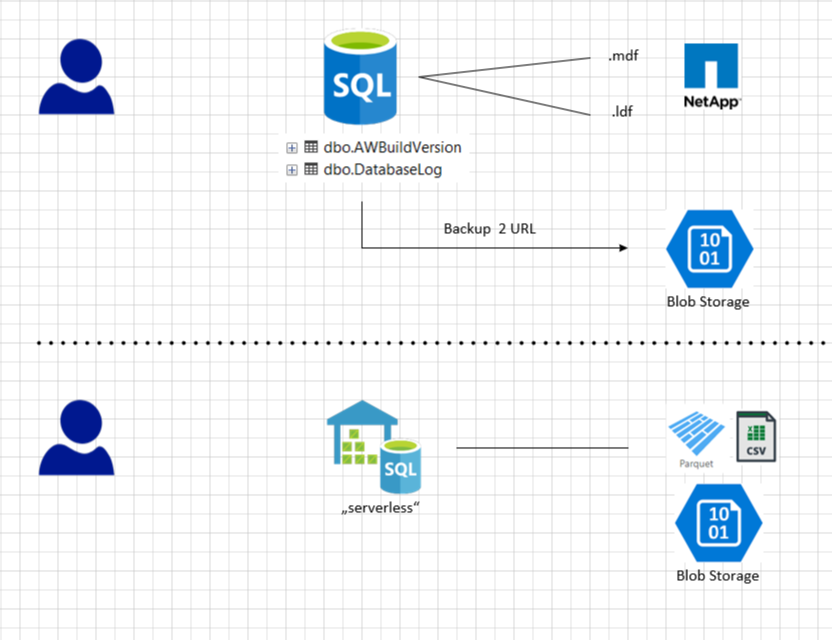 SQL
.mdf
NetApp
.ldf
dbo.AWBuildVersion
dbo.DatabaseLog
Backup 2 URL
10
01
Blob Storage
SQL
„serverless“
Parquet
X
CSV
10
01
Blob Storage